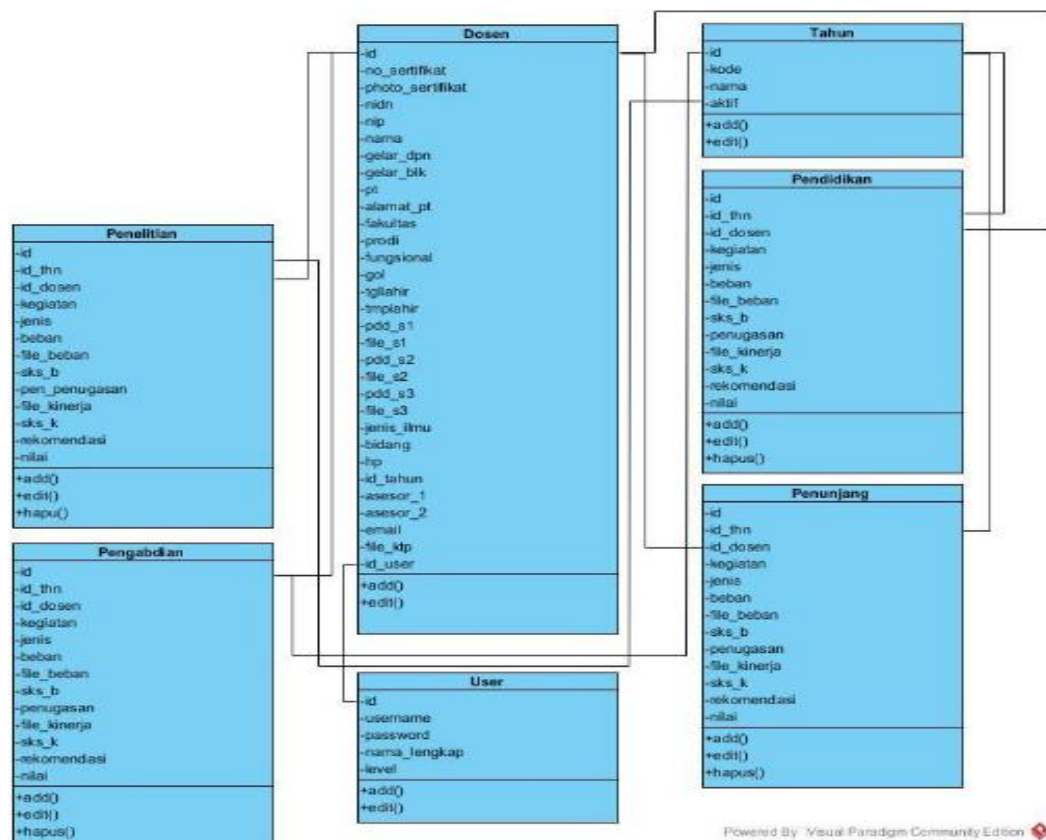 Dosen
-id
-no_sertifikat
-photo_sertifikat
-nidn
-nip
-nama
-gelar_dpn
-gelar_blk
-pt
-alamat_pt
-fakultas
-prodi
-fungsional
-gol
-tgllahir
-tmplahir
-pdd_s1
-file_s1
-pdd_s2
-file_s2
-pdd_s3
-file_s3
-jenis_ilmu
-bidang
-hp
-id_tahun
-asesor_1
-asesor_2
-email
-file_ktp
-id_user
+add()
+edit()
Tahun
-id
-kode
-nama
-aktif
+add()
+edit()
Pendidikan
-id
-id_thn
-id_dosen
-kegiatan
-jenis
-beban
-file_beban
-sks_b
-penugasan
-file_kinerja
-sks_k
-rekomendasi
-nilai
+add()
+edit()
+hapus()
Penelitian
-id
-id_thn
-id_dosen
-kegiatan
-jenis
-beban
-file_beban
-sks_b
-pen_penugasan
-file_kinerja
-sks_k
-rekomendasi
-nilai
+add()
+edit()
+hapu()
Penunjang
-id
-id_thn
-id_dosen
-kegiatan
-jenis
-beban
-file_beban
-sks_b
-penugasan
-file_kinerja
-sks_k
-rekomendasi
-nilai
+add()
+edit()
+hapus()
Pengabdian
-id
-id_thn
-id_dosen
-kegiatan
-jenis
-beban
-file_beban
-sks_b
-penugasan
-file_kinerja
-sks_k
-rekomendasi
-nilai
+add()
+edit()
+hapus()
User
-id
-username
-password
-nama_lengkap
-level
+add()
+edit()
Powered By Visual Paradigm Community Edition